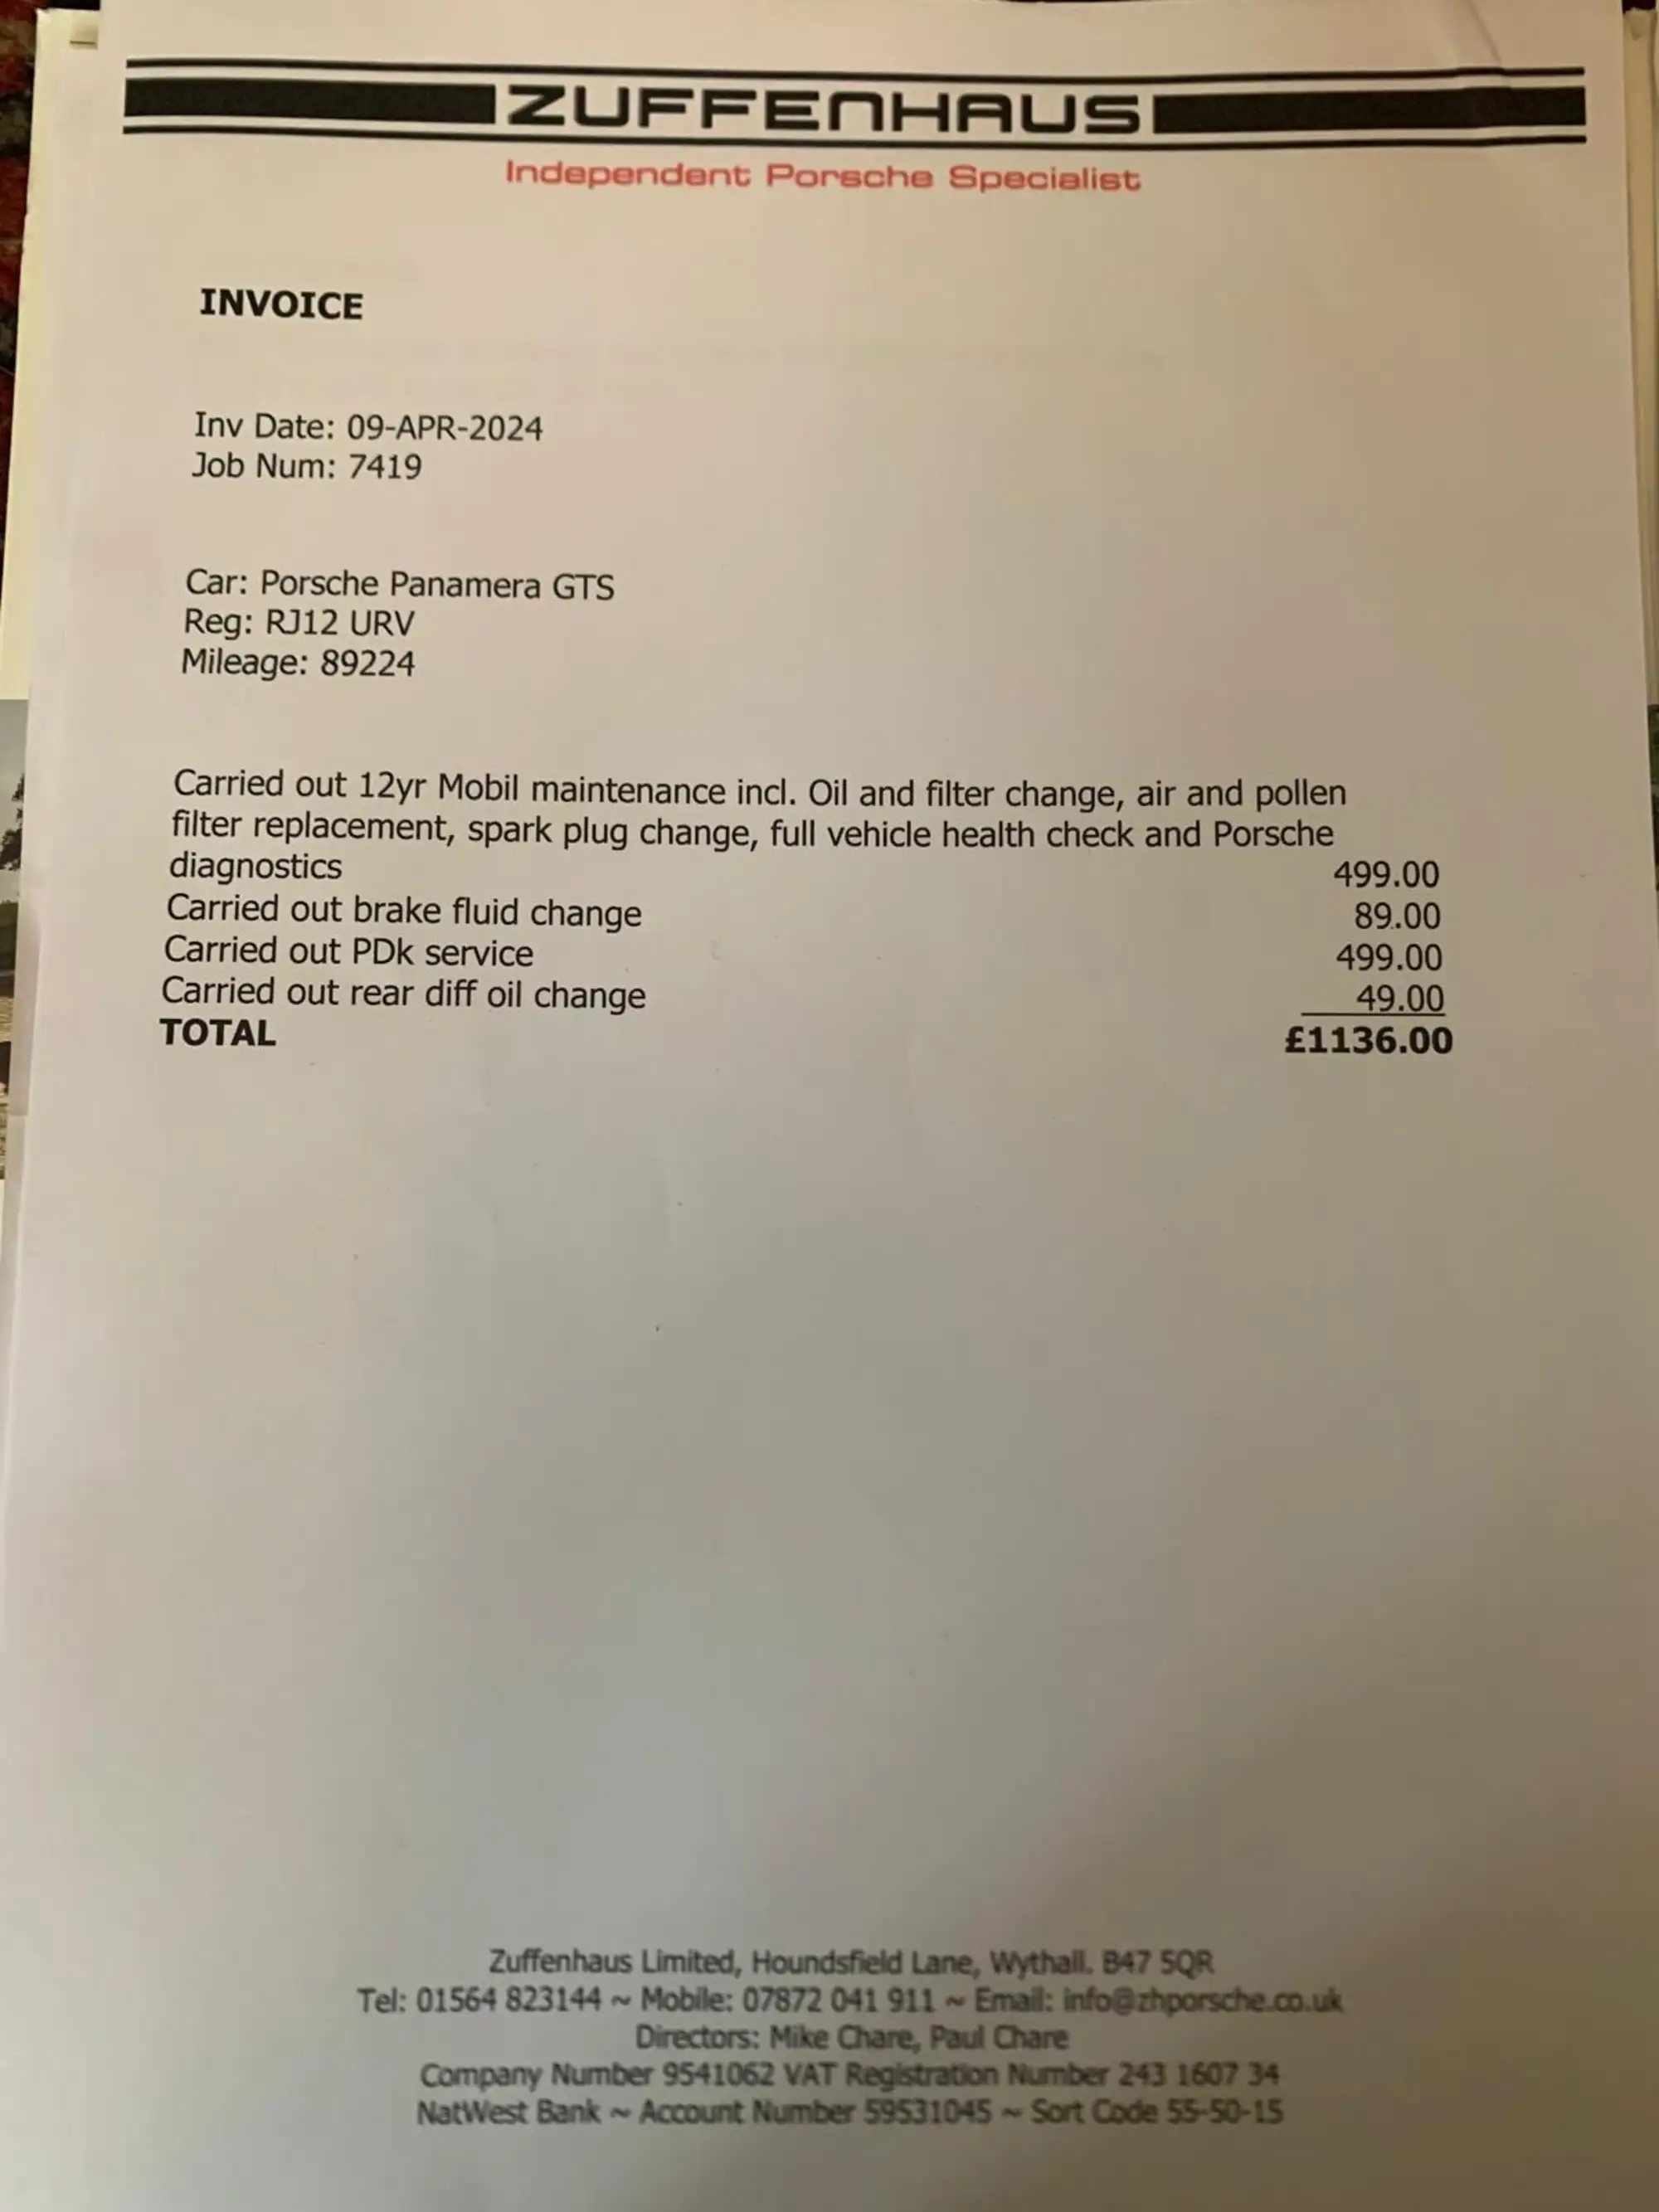 ZUFFENHAUS
Independent Porsche Specialist
INVOICE
Inv Date: 09-APR-2024
Job Num: 7419
Car: Porsche Panamera GTS
Reg: RJ12 URV
Mileage: 89224
Carried out 12yr Mobil maintenance incl. Oil and filter change, air and pollen
filter replacement, spark plug change, full vehicle health check and Porsche
diagnostics 499.00
Carried out brake fluid change 89.00
Carried out PDk service 499.00
Carried out rear diff oil change 49.00
TOTAL £1136.00
Zuffenhaus Limited, Houndsfield Lane, Wythall. B47 5QR
Tel: 01564 823144 ~ Mobile: 07872 041 911 ~ Email: info@zhporsche.co.uk
Directors: Mike Chare, Paul Chare
Company Number 9541062 VAT Registration Number 243 1607 34
NatWest Bank ~ Account Number 59531045 ~ Sort Code 55-50-15